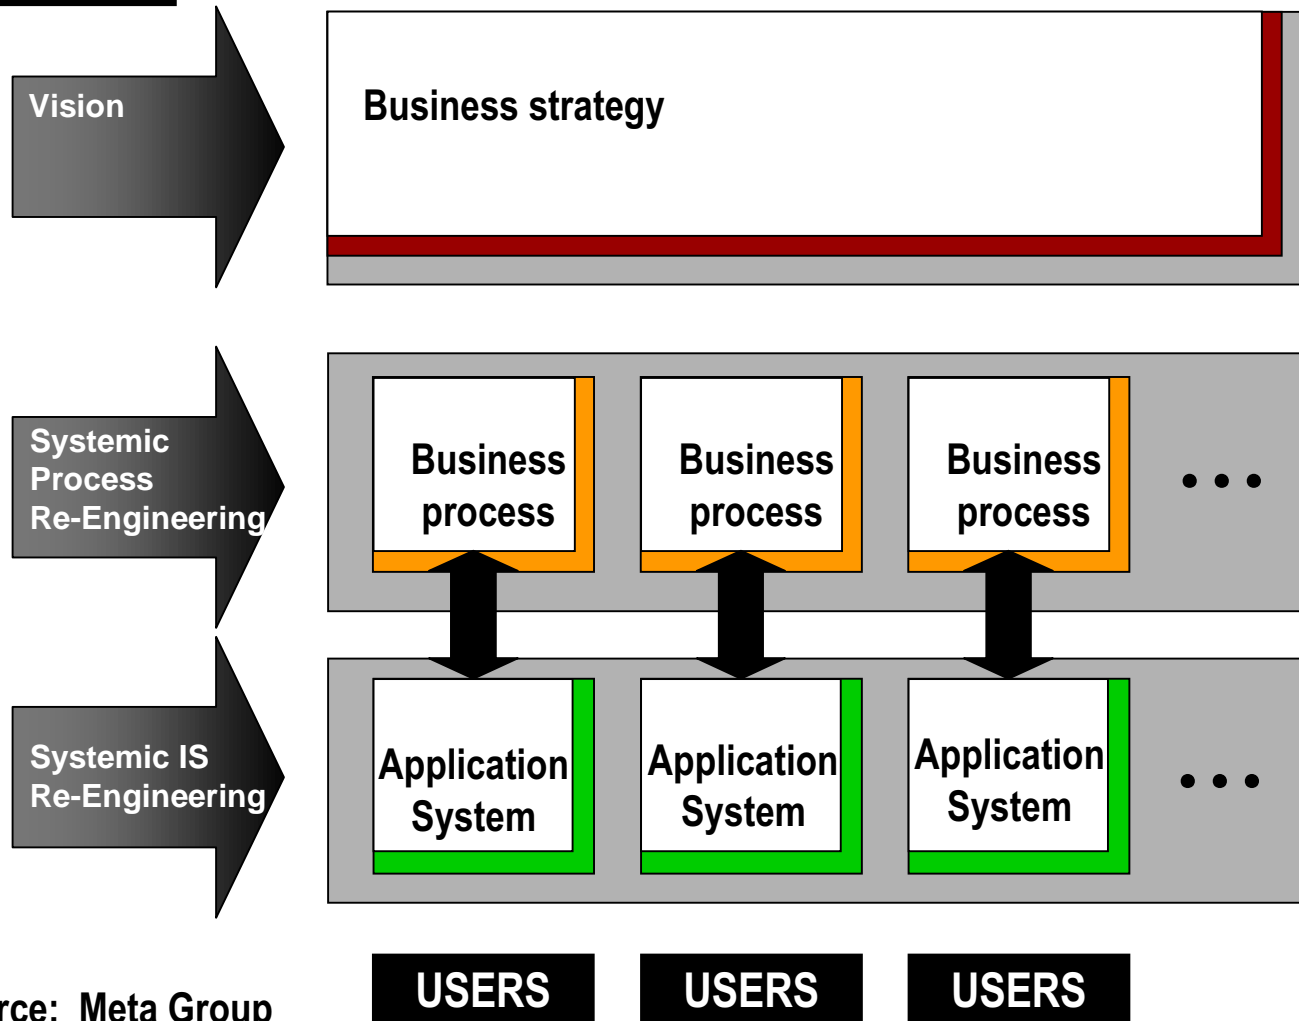 Vision
Business strategy
Systemic
Process
Re-Engineering
Business
process
Business
process
Business
process
• • •
Systemic IS
Re-Engineering
Application
System
Application
System
Application
System
• • •
USERS
USERS
USERS
rce: Meta Group